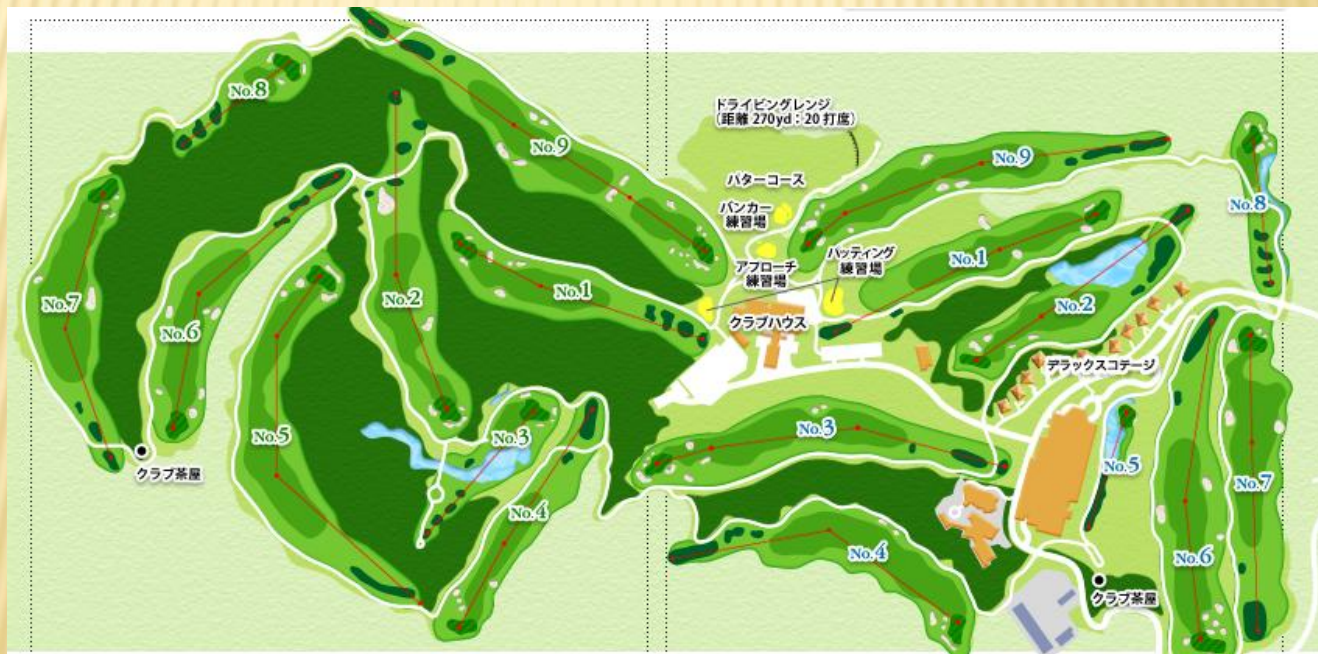 No.8
No.9
No.7
No.6
No.2
No.1
No.5
No.3
No.4
クラブ茶屋
ドライビングレンジ
(距離 270yd:20 打席)
パターコース
バンカー
練習場
アプローチ
練習場
パッティング
練習場
クラブハウス
No.9
No.8
No.1
No.2
デラックスコテージ
No.3
No.5
No.7
No.4
No.6
クラブ茶屋